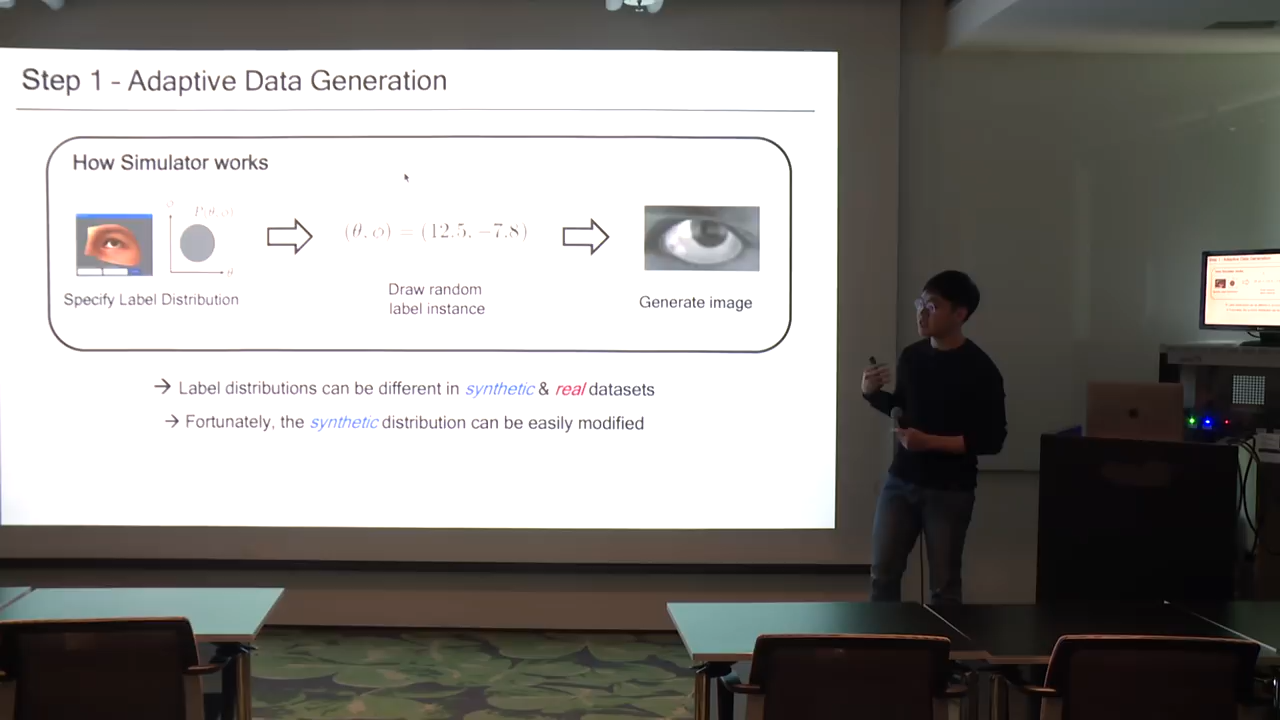 Step 1 - Adaptive Data Generation
How Simulator works
P(θ,φ)
(θ, φ) = (12.5, −7.8)
θ
Specify Label Distribution
Draw random
label instance
Generate image
→ Label distributions can be different in synthetic & real datasets
→ Fortunately, the synthetic distribution can be easily modified